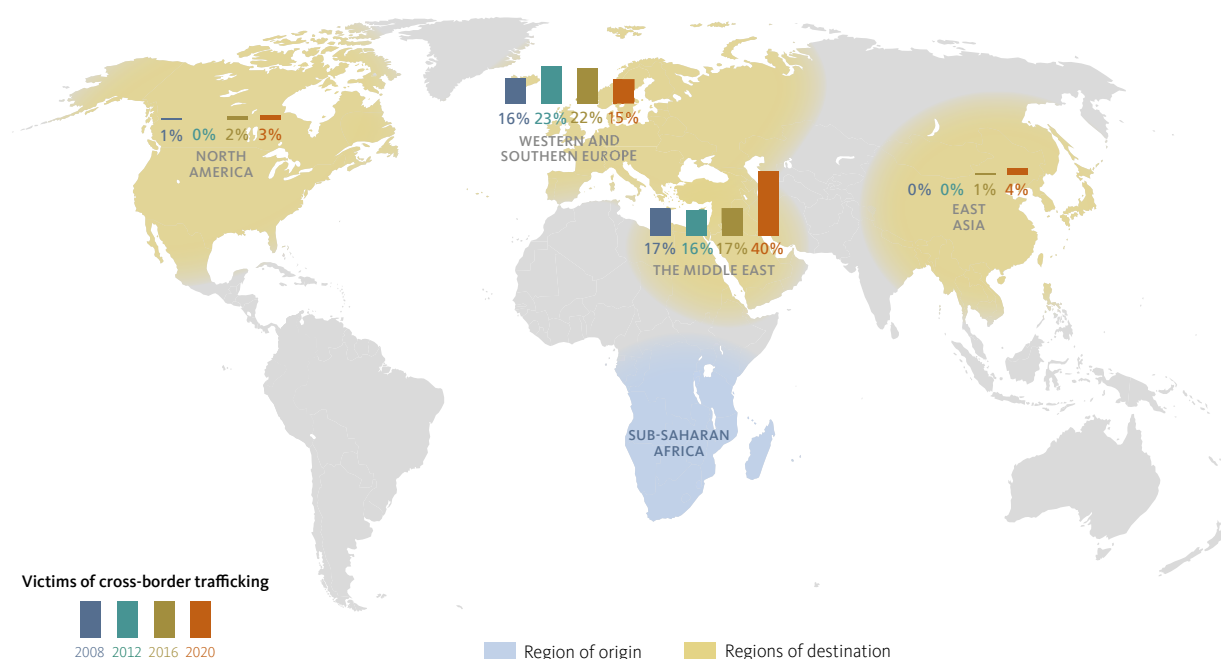 16% 23% 22% 15%
WESTERN AND
SOUTHERN EUROPE
1% 0% 2% 3%
NORTH
AMERICA
0% 0% 1% 4%
EAST
ASIA
17% 16% 17% 40%
THE MIDDLE EAST
SUB-SAHARAN
AFRICA
Victims of cross-border trafficking
2008 2012 2016 2020
Region of origin
Regions of destination